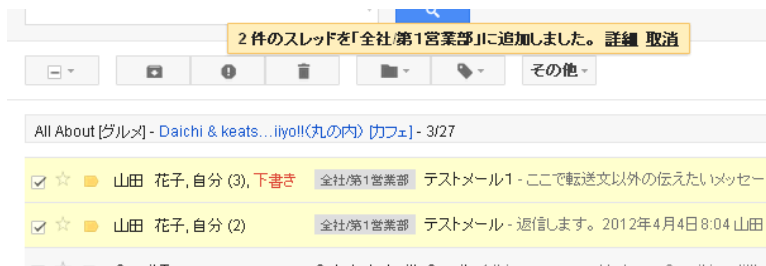 2 件のスレッドを「全社/第1営業部」に追加しました。 詳細 取消
その他
All About [グルメ] - Daichi & keats…iiyo!!(丸の内) [カフェ] - 3/27
山田 花子, 自分 (3), 下書き 全社/第1営業部 テストメール1 - ここで転送文以外の伝えたいメッセー
山田 花子, 自分 (2) 全社/第1営業部 テストメール - 返信します。2012年4月4日8:04 山田